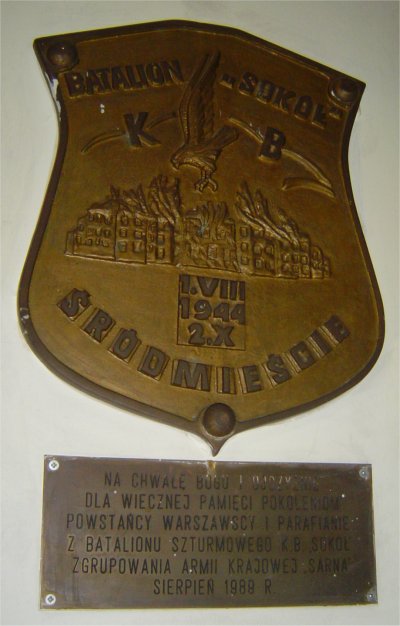 BATALION „SOKÓŁ”
K B
1.VIII
1944
2.X
ŚRÓDMIEŚCIE
NA CHWAŁĘ BOGU I OJCZYŹNIE
DLA WIECZNEJ PAMIĘCI POKOLENIOM
POWSTAŃCY WARSZAWSCY I PARAFIANIE
Z BATALIONU SZTURMOWEGO K.B. „SOKÓŁ”
ZGRUPOWANIA ARMII KRAJOWEJ „SARNA”
SIERPIEŃ 1989 R.